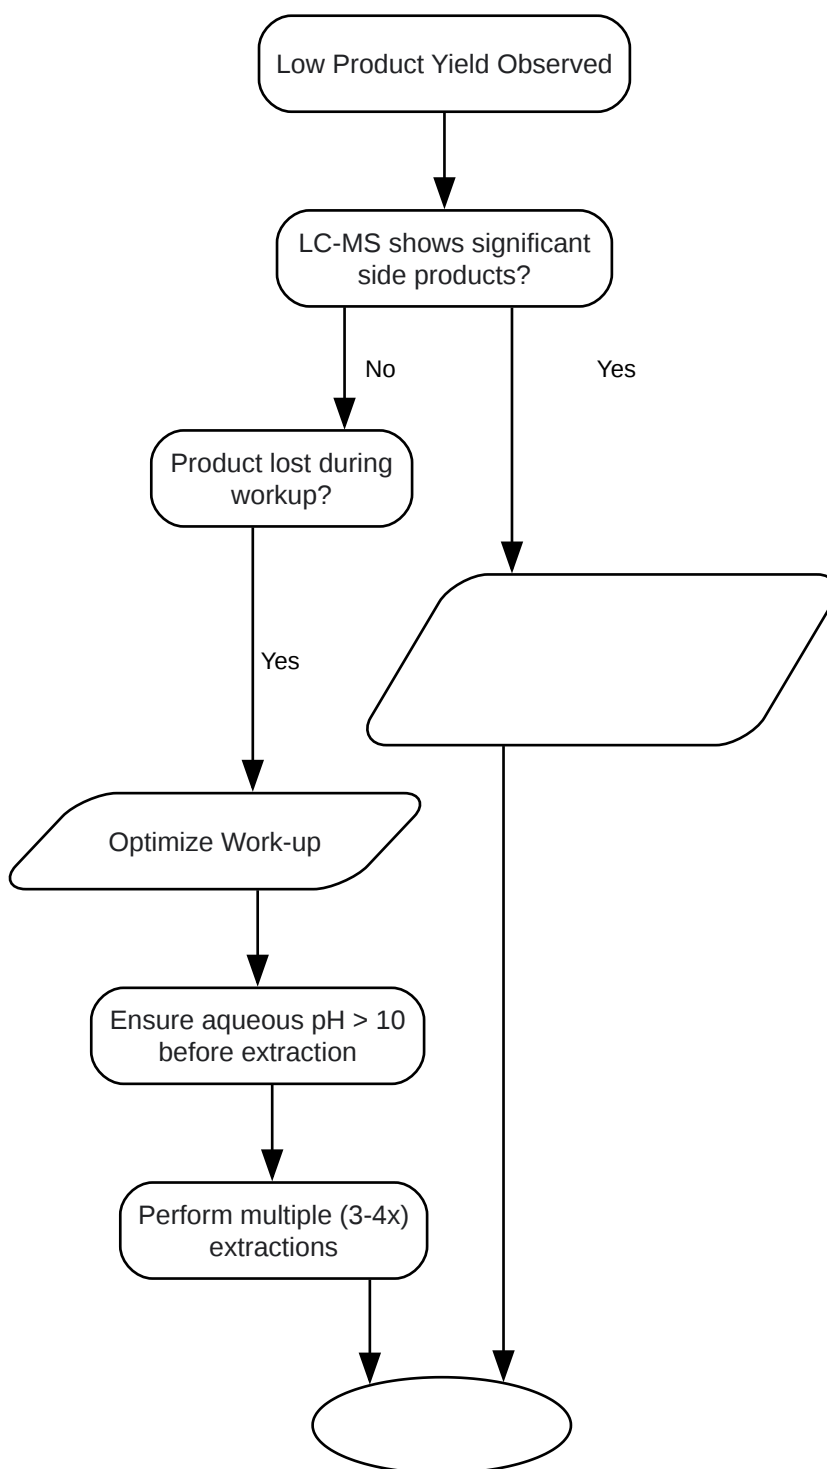 Low Product Yield Observed
LC-MS shows significant
side products?
No
Yes
Product lost during
workup?
Yes
Optimize Work-up
Ensure aqueous pH > 10
before extraction
Perform multiple (3-4x)
extractions